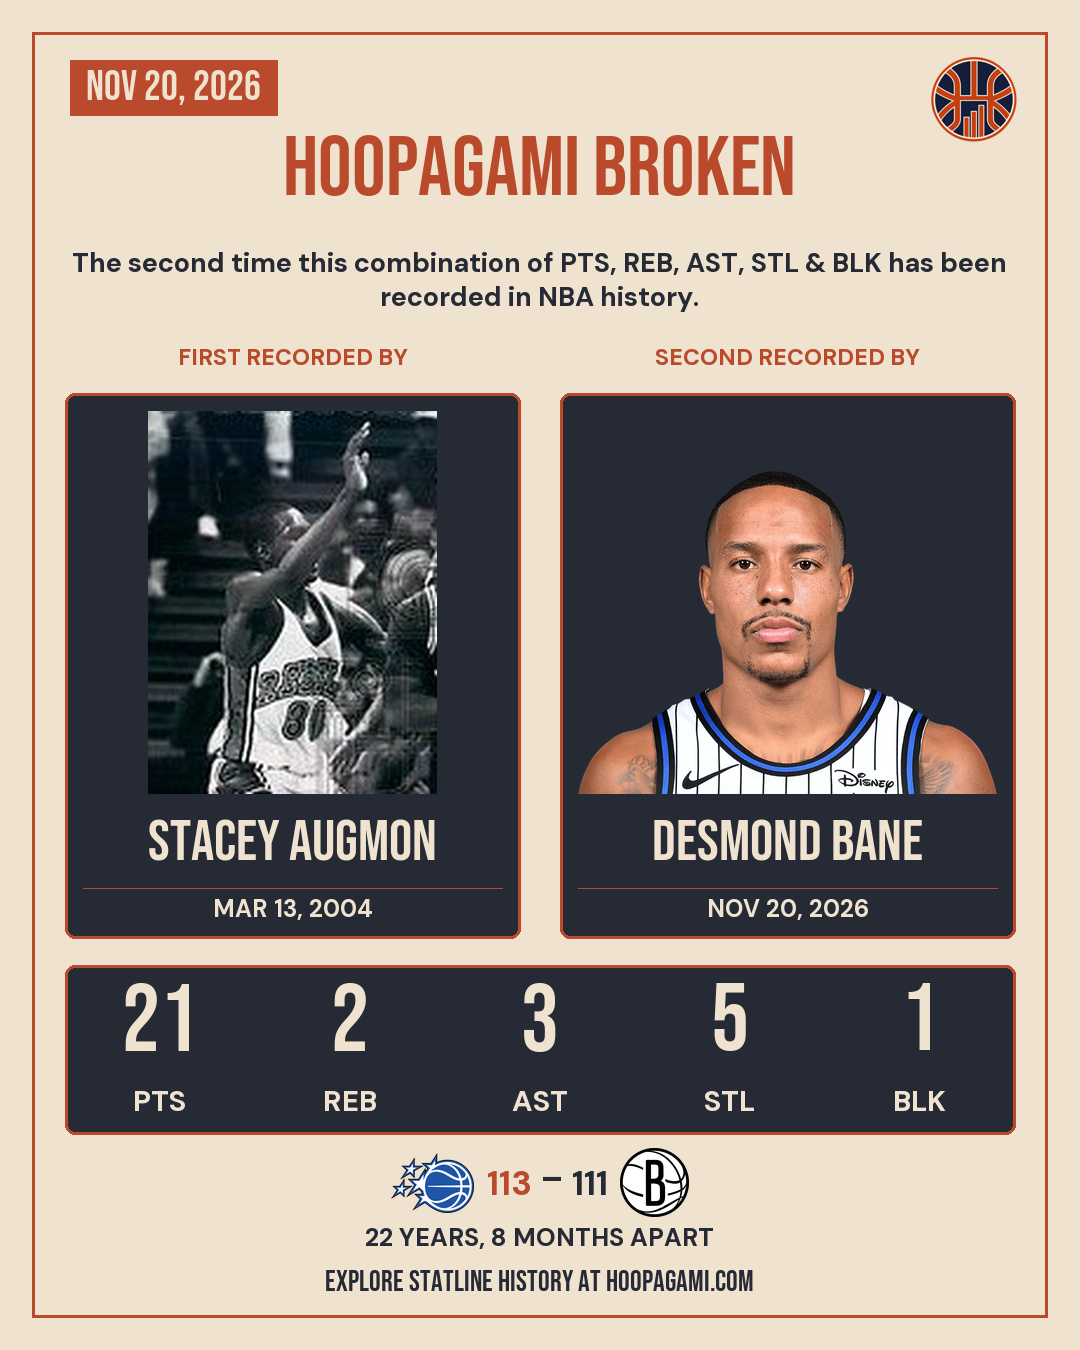 NOV 20, 2026
HOOPAGAMI BROKEN
The second time this combination of PTS, REB, AST, STL & BLK has been
recorded in NBA history.
FIRST RECORDED BY
SECOND RECORDED BY
DISNEY
STACEY AUGMON
DESMOND BANE
MAR 13, 2004
NOV 20, 2026
21 2 3 5 1
PTS REB AST STL BLK
113 – 111 B
22 YEARS, 8 MONTHS APART
EXPLORE STATLINE HISTORY AT HOOPAGAMI.COM